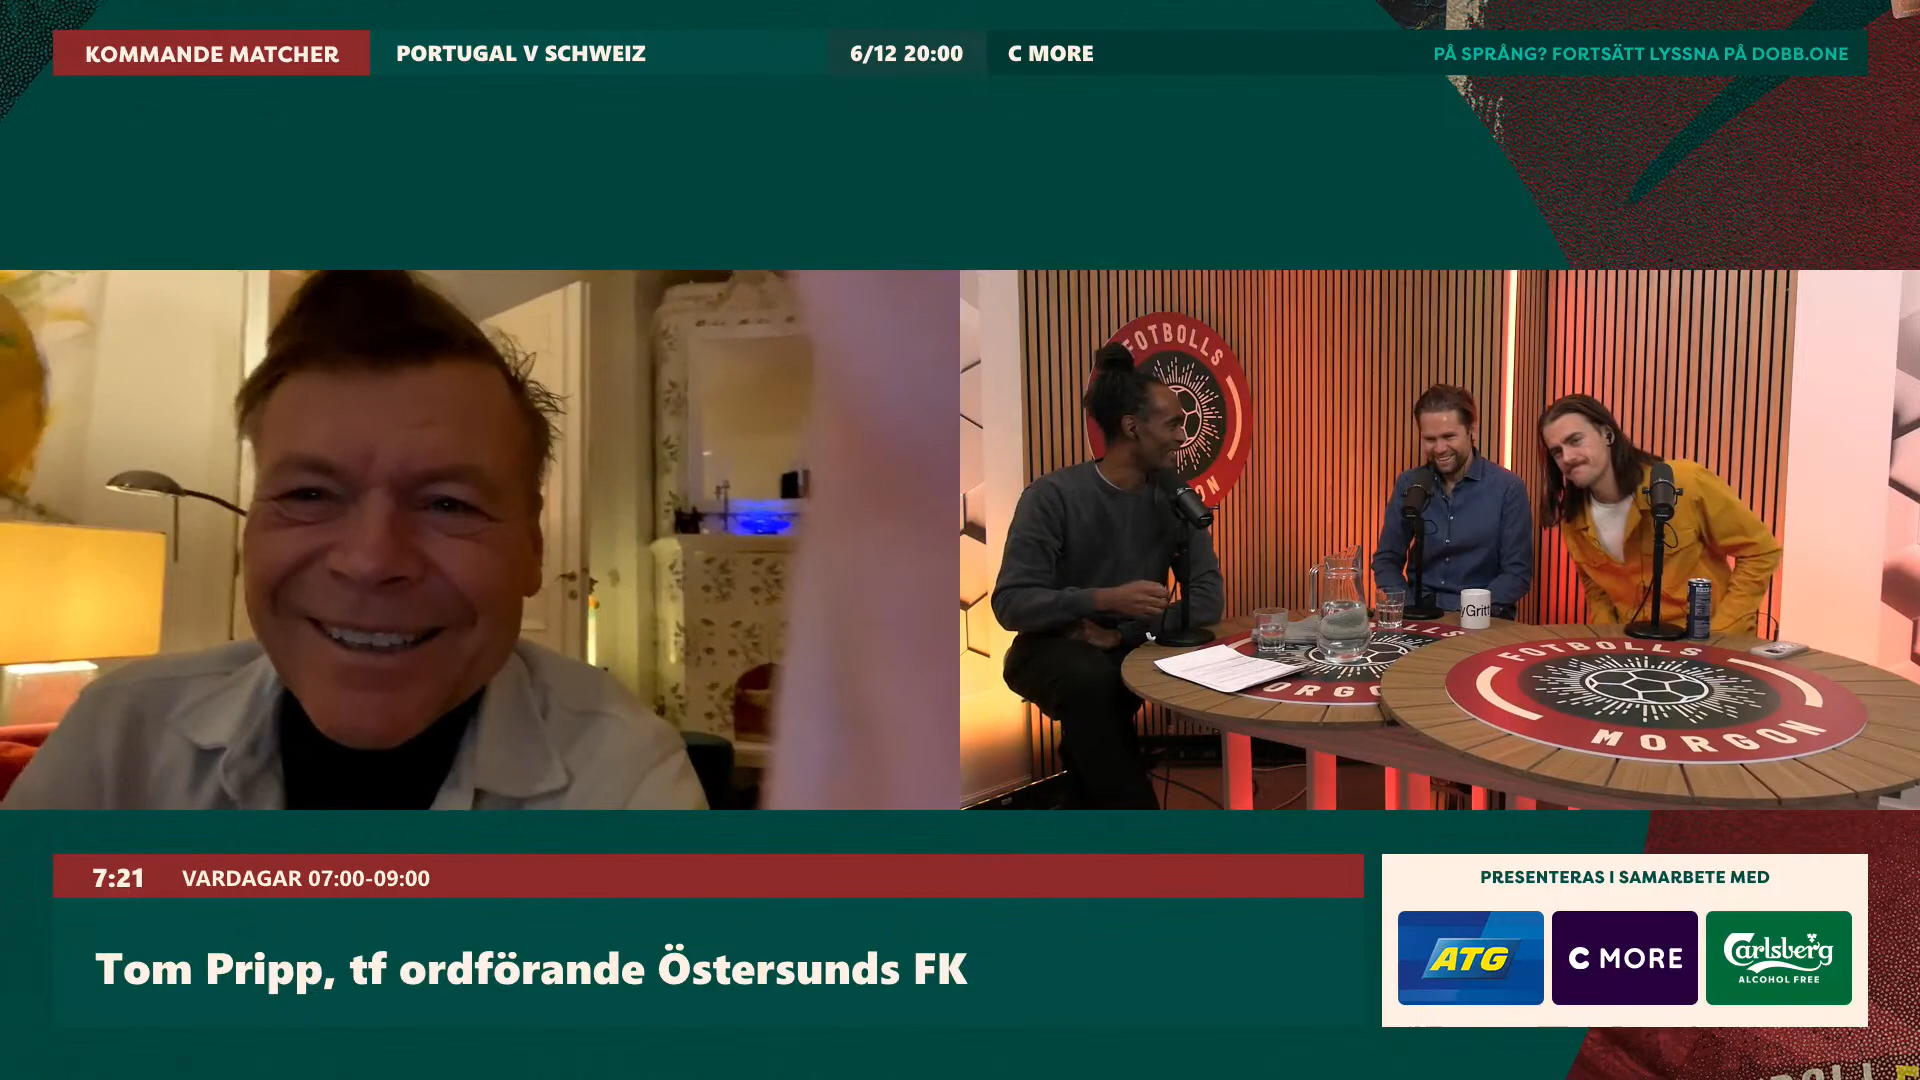 KOMMANDE MATCHER PORTUGAL V SCHWEIZ 6/12 20:00 C MORE PÅ SPRÅNG? FORTSÄTT LYSSNA PÅ DOBB.ONE
FOTBOLLS
yGritt
FOTBOLLS
MORGON
7:21 VARDAGAR 07:00-09:00
Tom Pripp, tf ordförande Östersunds FK
PRESENTERAS I SAMARBETE MED
ATG
C MORE
Carlsberg
ALCOHOL FREE